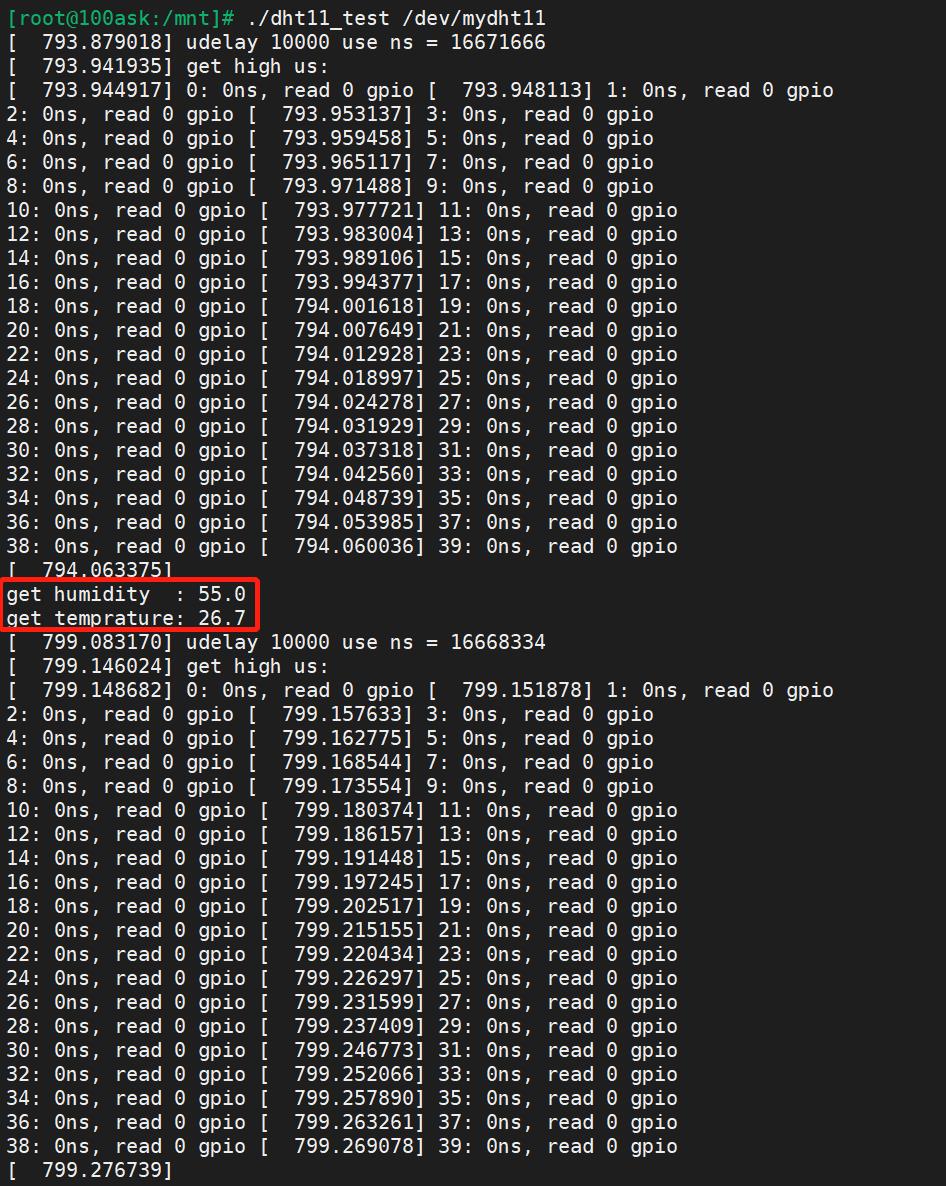 [root@100ask:/mnt]# ./dht11_test /dev/mydht11
[  793.879018] udelay 10000 use ns = 16671666
[  793.941935] get high us:
[  793.944917] 0: 0ns, read 0 gpio [  793.948113] 1: 0ns, read 0 gpio
2: 0ns, read 0 gpio [  793.953137] 3: 0ns, read 0 gpio
4: 0ns, read 0 gpio [  793.959458] 5: 0ns, read 0 gpio
6: 0ns, read 0 gpio [  793.965117] 7: 0ns, read 0 gpio
8: 0ns, read 0 gpio [  793.971488] 9: 0ns, read 0 gpio
10: 0ns, read 0 gpio [  793.977721] 11: 0ns, read 0 gpio
12: 0ns, read 0 gpio [  793.983004] 13: 0ns, read 0 gpio
14: 0ns, read 0 gpio [  793.989106] 15: 0ns, read 0 gpio
16: 0ns, read 0 gpio [  793.994377] 17: 0ns, read 0 gpio
18: 0ns, read 0 gpio [  794.001618] 19: 0ns, read 0 gpio
20: 0ns, read 0 gpio [  794.007649] 21: 0ns, read 0 gpio
22: 0ns, read 0 gpio [  794.012928] 23: 0ns, read 0 gpio
24: 0ns, read 0 gpio [  794.018997] 25: 0ns, read 0 gpio
26: 0ns, read 0 gpio [  794.024278] 27: 0ns, read 0 gpio
28: 0ns, read 0 gpio [  794.031929] 29: 0ns, read 0 gpio
30: 0ns, read 0 gpio [  794.037318] 31: 0ns, read 0 gpio
32: 0ns, read 0 gpio [  794.042560] 33: 0ns, read 0 gpio
34: 0ns, read 0 gpio [  794.048739] 35: 0ns, read 0 gpio
36: 0ns, read 0 gpio [  794.053985] 37: 0ns, read 0 gpio
38: 0ns, read 0 gpio [  794.060036] 39: 0ns, read 0 gpio
[  794.063375]
get humidity  : 55.0
get temprature: 26.7
[  799.083170] udelay 10000 use ns = 16668334
[  799.146024] get high us:
[  799.148682] 0: 0ns, read 0 gpio [  799.151878] 1: 0ns, read 0 gpio
2: 0ns, read 0 gpio [  799.157633] 3: 0ns, read 0 gpio
4: 0ns, read 0 gpio [  799.162775] 5: 0ns, read 0 gpio
6: 0ns, read 0 gpio [  799.168544] 7: 0ns, read 0 gpio
8: 0ns, read 0 gpio [  799.173554] 9: 0ns, read 0 gpio
10: 0ns, read 0 gpio [  799.180374] 11: 0ns, read 0 gpio
12: 0ns, read 0 gpio [  799.186157] 13: 0ns, read 0 gpio
14: 0ns, read 0 gpio [  799.191448] 15: 0ns, read 0 gpio
16: 0ns, read 0 gpio [  799.197245] 17: 0ns, read 0 gpio
18: 0ns, read 0 gpio [  799.202517] 19: 0ns, read 0 gpio
20: 0ns, read 0 gpio [  799.215155] 21: 0ns, read 0 gpio
22: 0ns, read 0 gpio [  799.220434] 23: 0ns, read 0 gpio
24: 0ns, read 0 gpio [  799.226297] 25: 0ns, read 0 gpio
26: 0ns, read 0 gpio [  799.231599] 27: 0ns, read 0 gpio
28: 0ns, read 0 gpio [  799.237409] 29: 0ns, read 0 gpio
30: 0ns, read 0 gpio [  799.246773] 31: 0ns, read 0 gpio
32: 0ns, read 0 gpio [  799.252066] 33: 0ns, read 0 gpio
34: 0ns, read 0 gpio [  799.257890] 35: 0ns, read 0 gpio
36: 0ns, read 0 gpio [  799.263261] 37: 0ns, read 0 gpio
38: 0ns, read 0 gpio [  799.269078] 39: 0ns, read 0 gpio
[  799.276739]